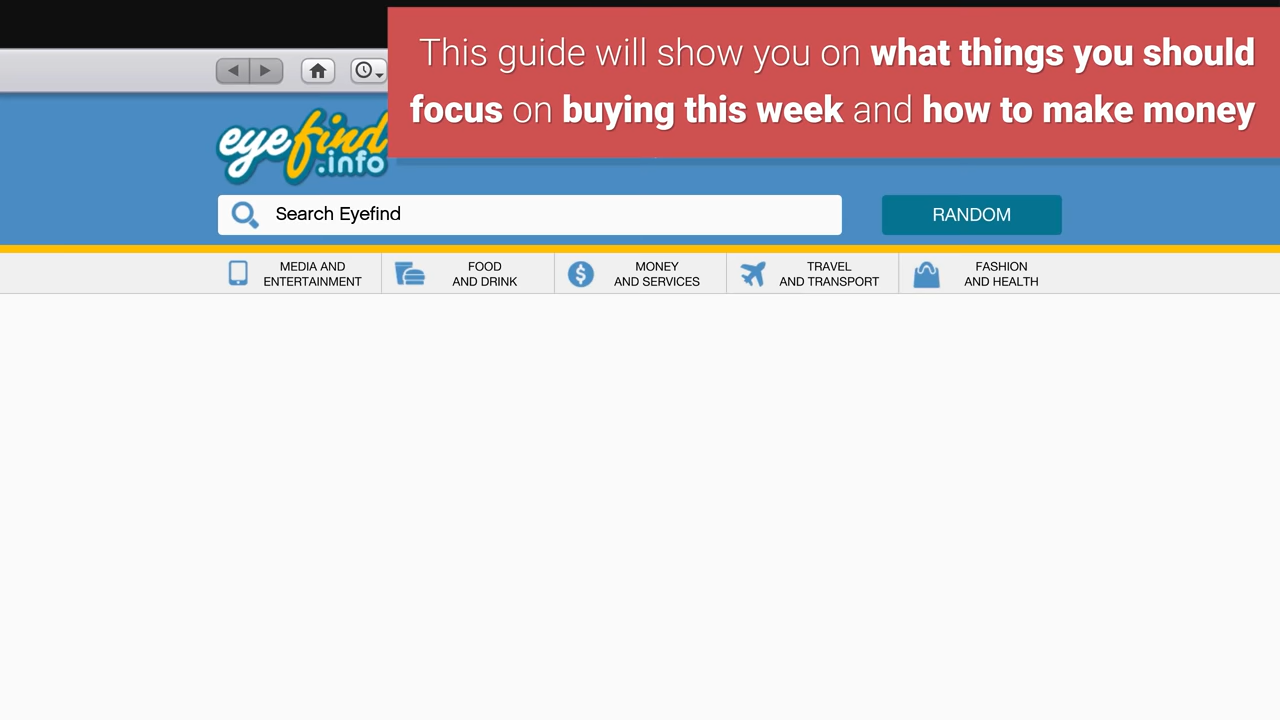 This guide will show you on what things you should
focus on buying this week and how to make money
eyefind
.info
Search Eyefind
RANDOM
MEDIA AND
ENTERTAINMENT
FOOD
AND DRINK
MONEY
AND SERVICES
TRAVEL
AND TRANSPORT
FASHION
AND HEALTH